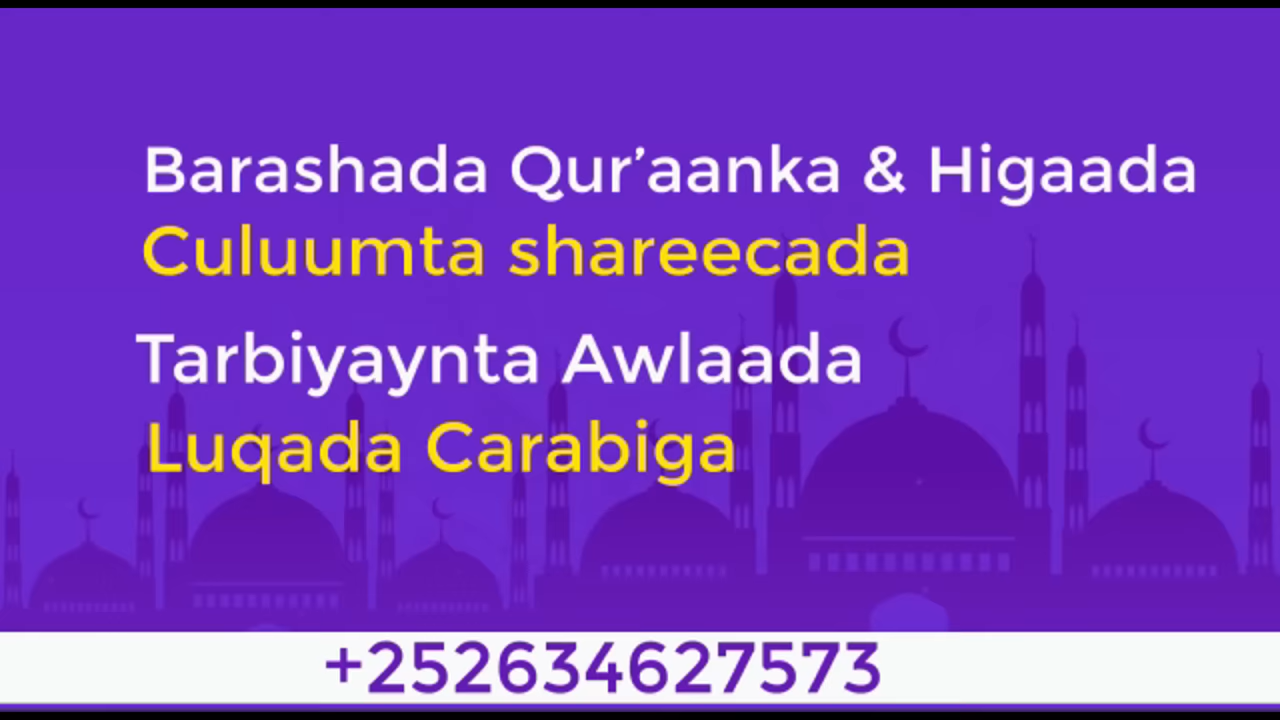 Barashada Qur’aanka & Higaada
Culuumta shareecada
Tarbiyaynta Awlaada
Luqada Carabiga
+252634627573